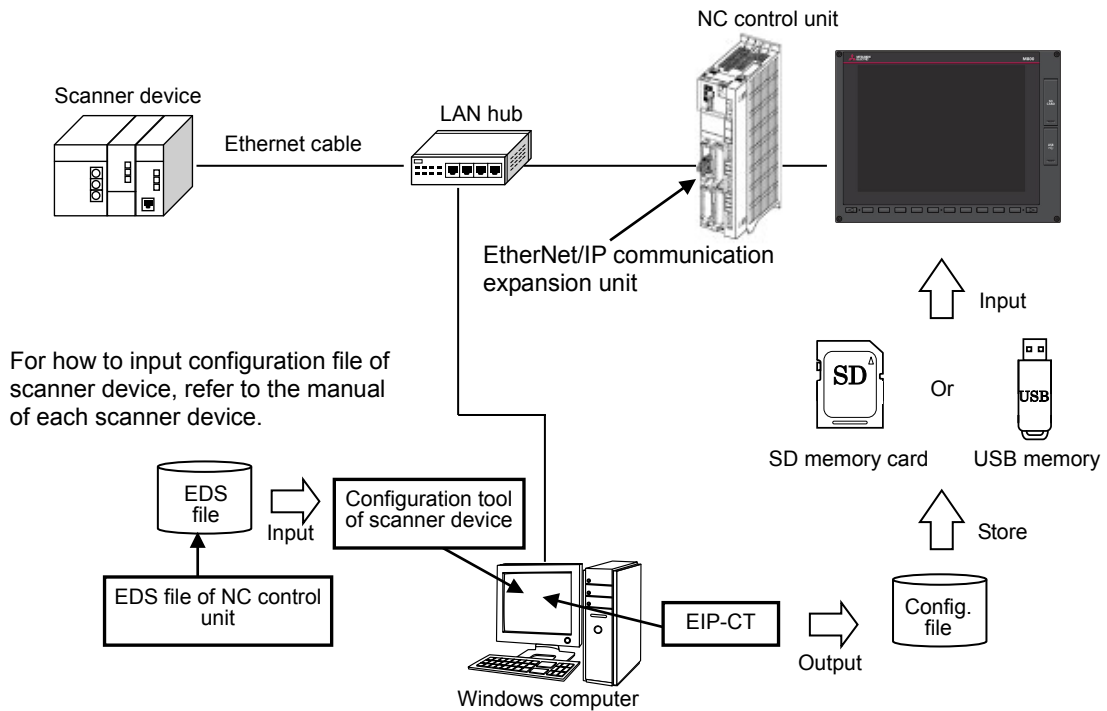 NC control unit
MITSUBISHI
ELECTRIC
M800
Scanner device
LAN hub
Ethernet cable
EtherNet/IP communication
expansion unit
Input
For how to input configuration file of
scanner device, refer to the manual
of each scanner device.
SD
Or
USB
SD memory card
USB memory
EDS
file
Input
Configuration tool
of scanner device
Store
EDS file of NC control
unit
EIP-CT
Output
Config.
file
Windows computer